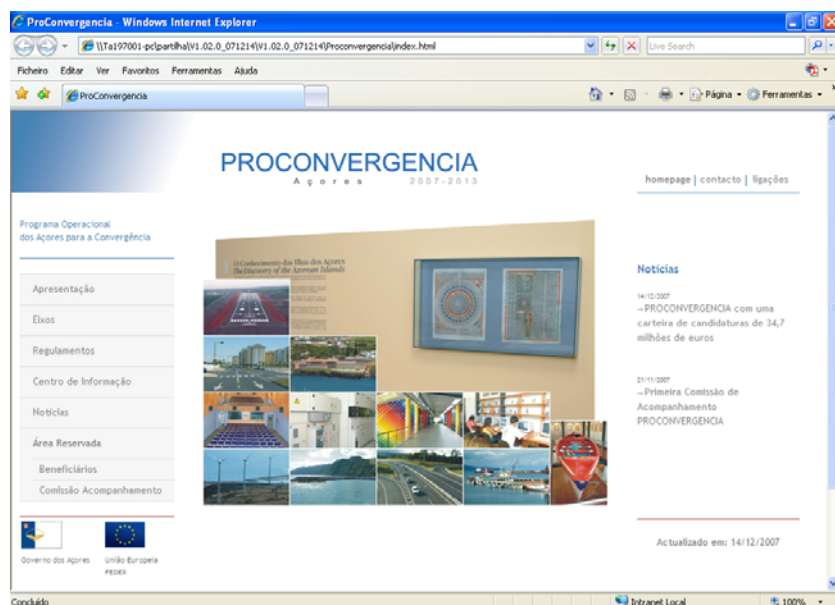 ProConvergencia - Windows Internet Explorer
\\Ta197001-pc\partilha\V1.02.0_071214\V1.02.0_071214\Proconvergencia\index.html
Live Search
Ficheiro Editar Ver Favoritos Ferramentas Ajuda
ProConvergencia
Página
Ferramentas
PROCONVERGENCIA
Açores 2007-2013
homepage | contacto | ligações
Programa Operacional
dos Açores para a Convergência
Apresentação
Eixos
Regulamentos
Centro de Informação
Notícias
Área Reservada
Beneficiários
Comissão Acompanhamento
Governo dos Açores
União Europeia
FEDER
O Conhecimento das Ilhas dos Açores
The Discovery of the Azorean Islands
Notícias
14/12/2007
→PROCONVERGENCIA com uma
carteira de candidaturas de 34,7
milhões de euros
21/11/2007
→Primeira Comissão de
Acompanhamento
PROCONVERGENCIA
Actualizado em: 14/12/2007
Concluído
Intranet Local
100%